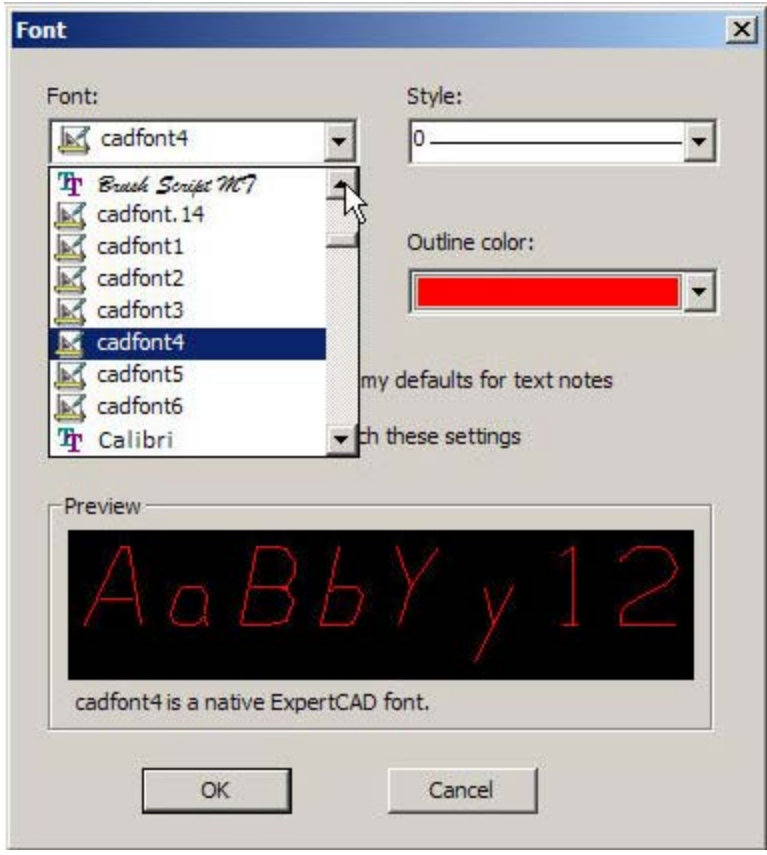 Font
Font:
Style:
cadfont4
0
Brush Script MT
cadfont.14
cadfont1
cadfont2
Outline color:
cadfont3
cadfont4
cadfont5
my defaults for text notes
cadfont6
Calibri
th these settings
Preview
AaBbYy12
cadfont4 is a native ExpertCAD font.
OK
Cancel